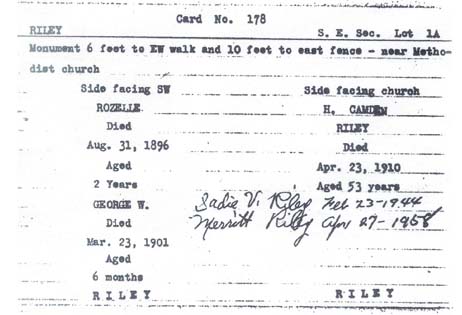 Card No. 178
RILEY
S. E. Sec. Lot 1A
Monument 6 feet to EW walk and 10 feet to east fence - near Metho-
dist church
Side facing SW
ROZELLE
Died
Aug. 31, 1896
Aged
2 Years
GEORGE W.
Died
Mar. 23, 1901
Aged
6 months
RILEY
Side facing church
H. CAMDEN
RILEY
Died
Apr. 23, 1910
Aged 53 years
Sadie V. Riley Feb 23-1944
Merritt Riley Apr 27-1958
RILEY